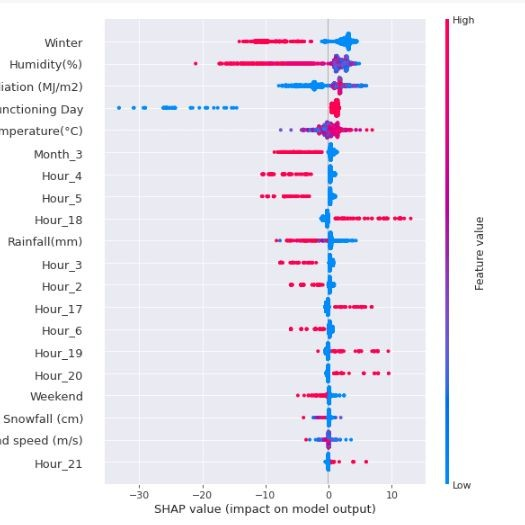 High
Winter
Humidity(%)
iation (MJ/m2)
nctioning Day
mperature(°C)
Month_3
Hour_4
Hour_5
Hour_18
Rainfall(mm)
Hour_3
Hour_2
Hour_17
Hour_6
Hour_19
Hour_20
Weekend
Snowfall (cm)
nd speed (m/s)
Hour_21
Feature value
Low
−30 −20 −10 0 10
SHAP value (impact on model output)